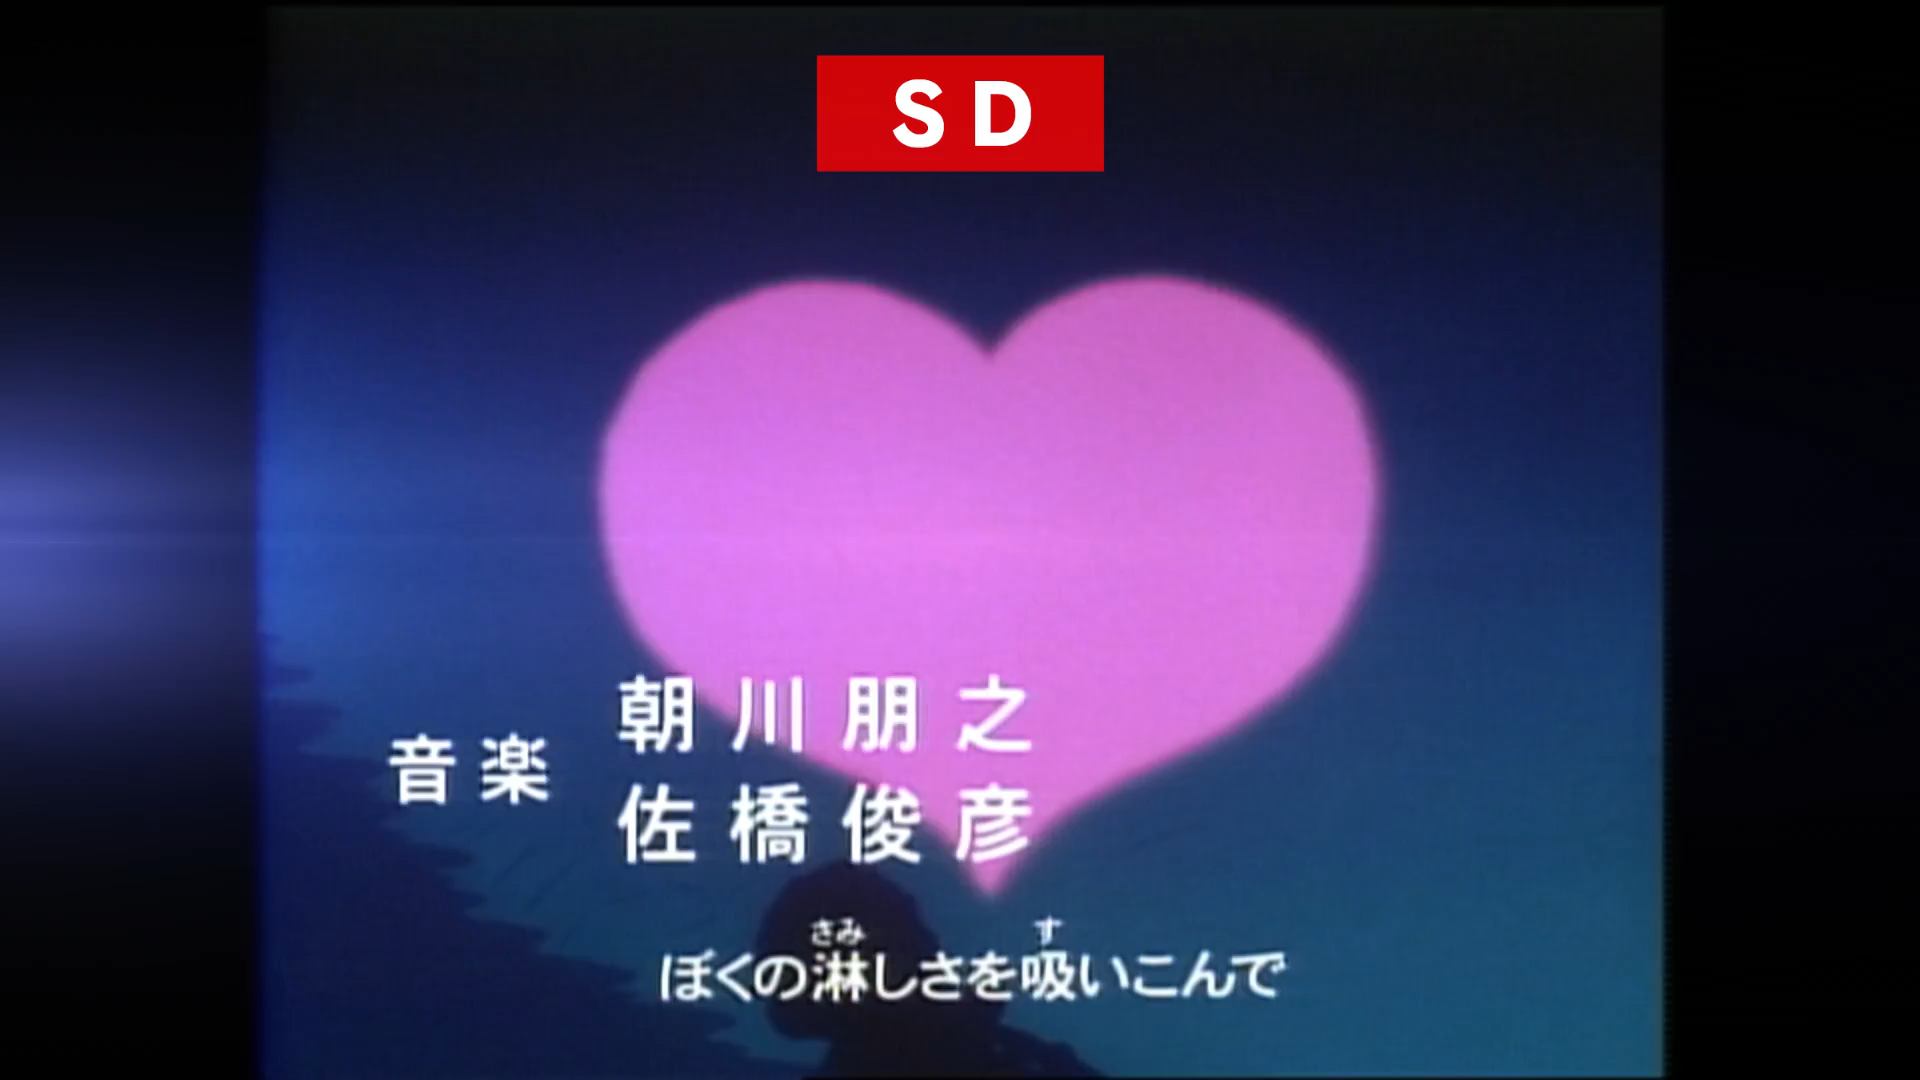 SD
音楽
朝川朋之
佐橋俊彦
さみ す
ぼくの淋しさを吸いこんで